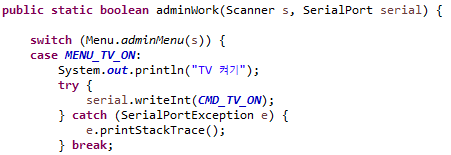 public static boolean adminWork(Scanner s, SerialPort serial) {
switch (Menu.adminMenu(s)) {
case MENU_TV_ON:
System.out.println("TV 켜기");
try {
serial.writeInt(CMD_TV_ON);
} catch (SerialPortException e) {
e.printStackTrace();
} break;